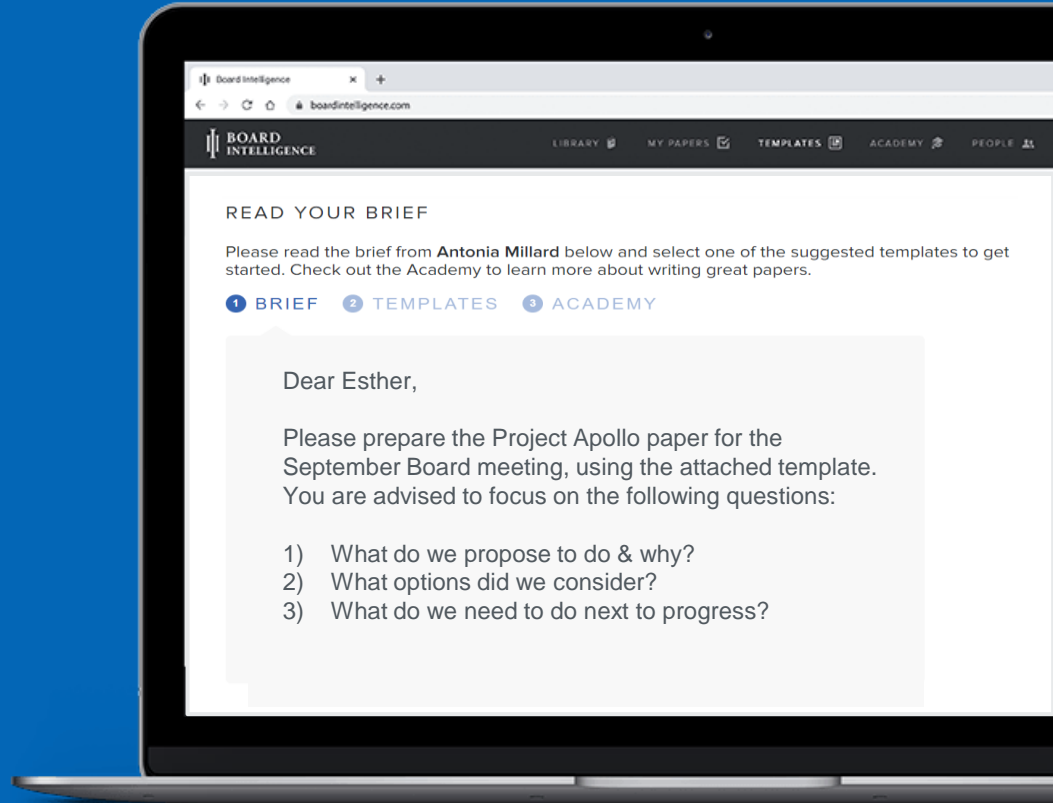 Board Intelligence × +
boardintelligence.com
BOARD
INTELLIGENCE
LIBRARY MY PAPERS TEMPLATES ACADEMY PEOPLE
READ YOUR BRIEF
Please read the brief from Antonia Millard below and select one of the suggested templates to get
started. Check out the Academy to learn more about writing great papers.
1 BRIEF 2 TEMPLATES 3 ACADEMY
Dear Esther,
Please prepare the Project Apollo paper for the
September Board meeting, using the attached template.
You are advised to focus on the following questions:
1) What do we propose to do & why?
2) What options did we consider?
3) What do we need to do next to progress?